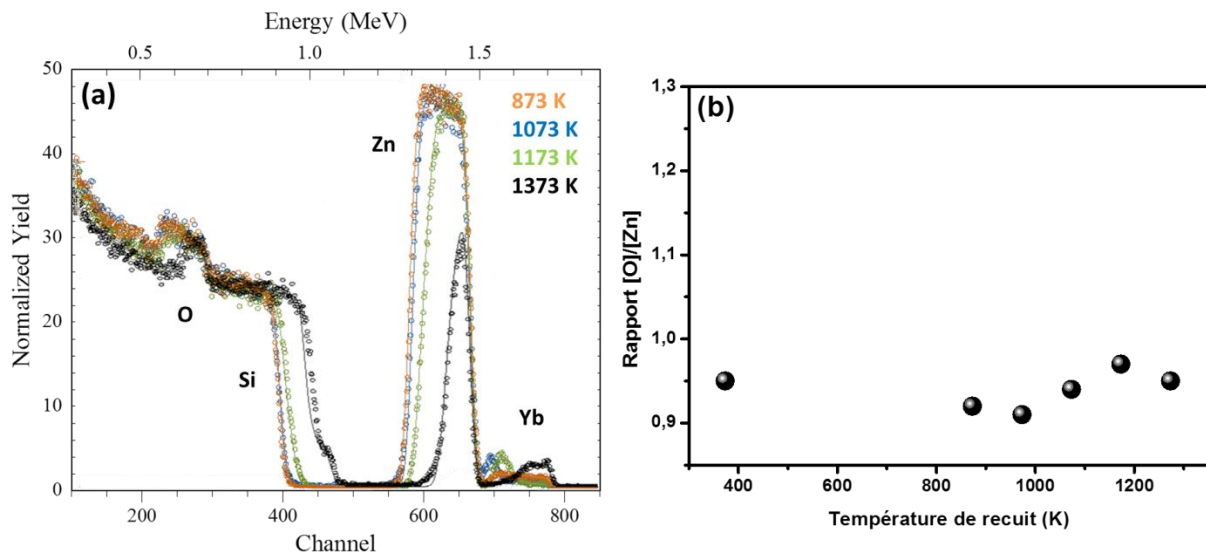 Energy (MeV)
0.5 1.0 1.5
50
40
30
20
10
0
Normalized Yield
(a)
873 K
1073 K
1173 K
1373 K
Zn
O
Si
Yb
200 400 600 800
Channel
(b)
1,3
1,2
1,1
1,0
0,9
Rapport [O]/[Zn]
400 600 800 1000 1200
Température de recuit (K)